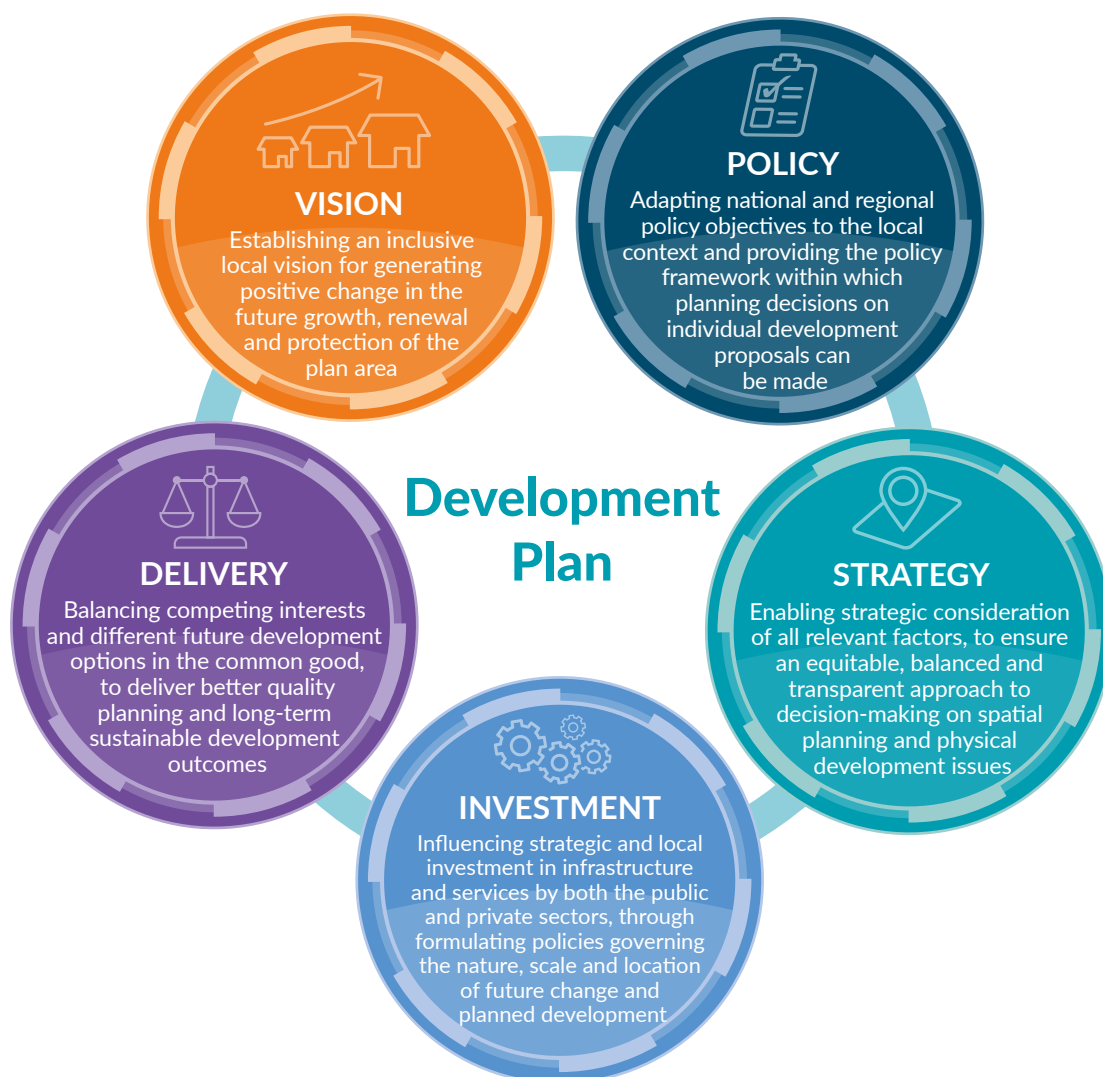 VISION
Establishing an inclusive
local vision for generating
positive change in the
future growth, renewal
and protection of the
plan area
POLICY
Adapting national and regional
policy objectives to the local
context and providing the policy
framework within which
planning decisions on
individual development
proposals can
be made
Development
Plan
DELIVERY
Balancing competing interests
and different future development
options in the common good,
to deliver better quality
planning and long-term
sustainable development
outcomes
STRATEGY
Enabling strategic consideration
of all relevant factors, to ensure
an equitable, balanced and
transparent approach to
decision-making on spatial
planning and physical
development issues
INVESTMENT
Influencing strategic and local
investment in infrastructure
and services by both the public
and private sectors, through
formulating policies governing
the nature, scale and location
of future change and
planned development